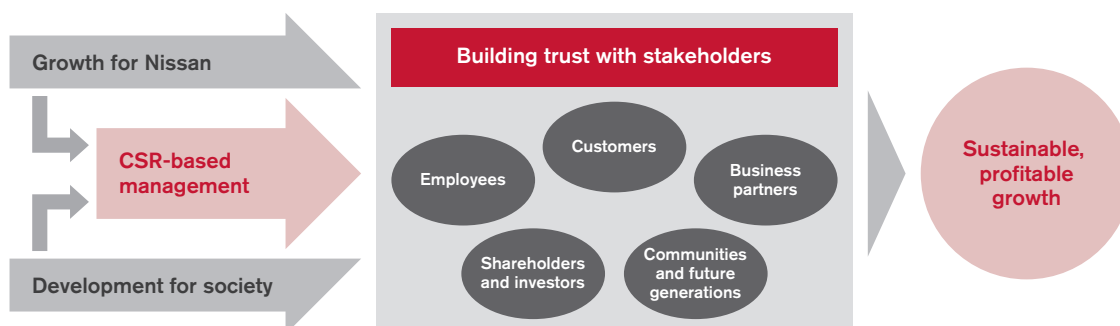 Growth for Nissan
CSR-based
management
Development for society
Building trust with stakeholders
Customers
Employees
Business
partners
Shareholders
and investors
Communities
and future
generations
Sustainable,
profitable
growth